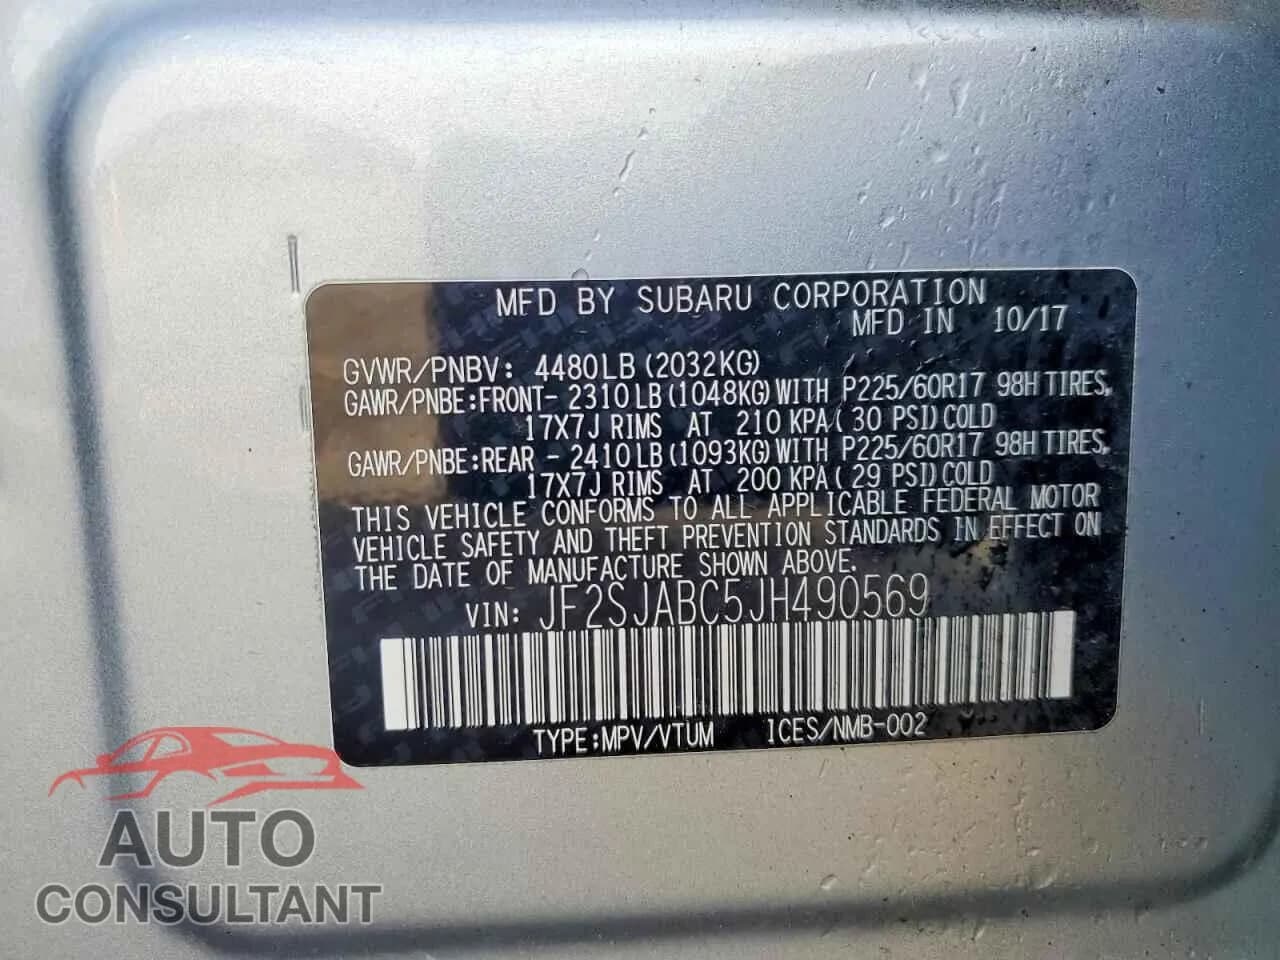 MFD BY SUBARU CORPORATION
MFD IN 10/17
GVWR/PNBV: 4480LB (2032KG)
GAWR/PNBE:FRONT- 2310LB (1048KG) WITH P225/60R17 98H TIRES,
17X7J RIMS AT 210 KPA( 30 PSI) COLD
GAWR/PNBE:REAR - 2410LB (1093KG) WITH P225/60R17 98H TIRES,
17X7J RIMS AT 200 KPA( 29 PSI) COLD
THIS VEHICLE CONFORMS TO ALL APPLICABLE FEDERAL MOTOR
VEHICLE SAFETY AND THEFT PREVENTION STANDARDS IN EFFECT ON
THE DATE OF MANUFACTURE SHOWN ABOVE.
VIN: JF2SJABC5JH490569
TYPE:MPV/VTUM ICES/NMB-002
AUTO
CONSULTANT